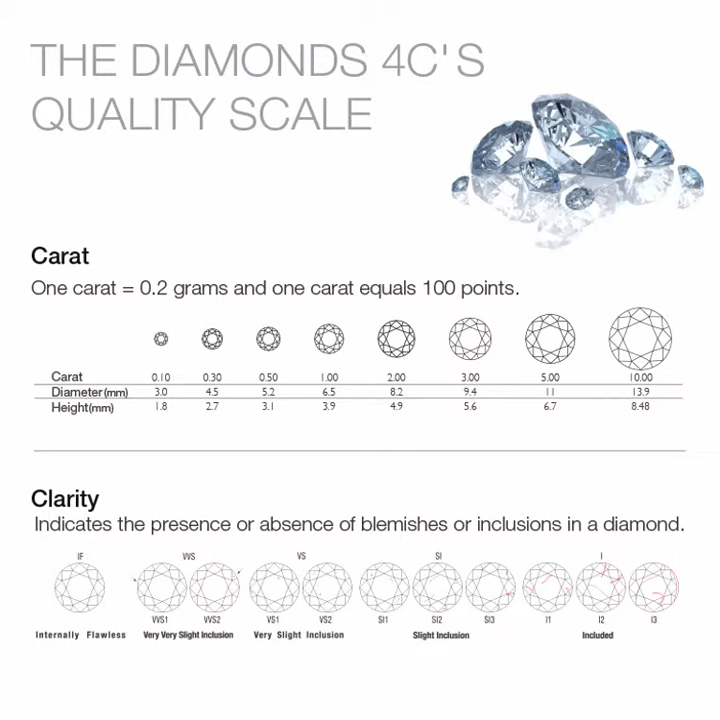 THE DIAMONDS 4C'S
QUALITY SCALE
Carat
One carat = 0.2 grams and one carat equals 100 points.
Carat 0.10 0.30 0.50 1.00 2.00 3.00 5.00 10.00
Diameter(mm) 3.0 4.5 5.2 6.5 8.2 9.4 11 13.9
Height(mm) 1.8 2.7 3.1 3.9 4.9 5.6 6.7 8.48
Clarity
Indicates the presence or absence of blemishes or inclusions in a diamond.
IF VVS VS SI I
VVS1 VVS2 VS1 VS2 SI1 SI2 SI3 I1 I2 I3
Internally Flawless Very Very Slight Inclusion Very Slight Inclusion Slight Inclusion Included